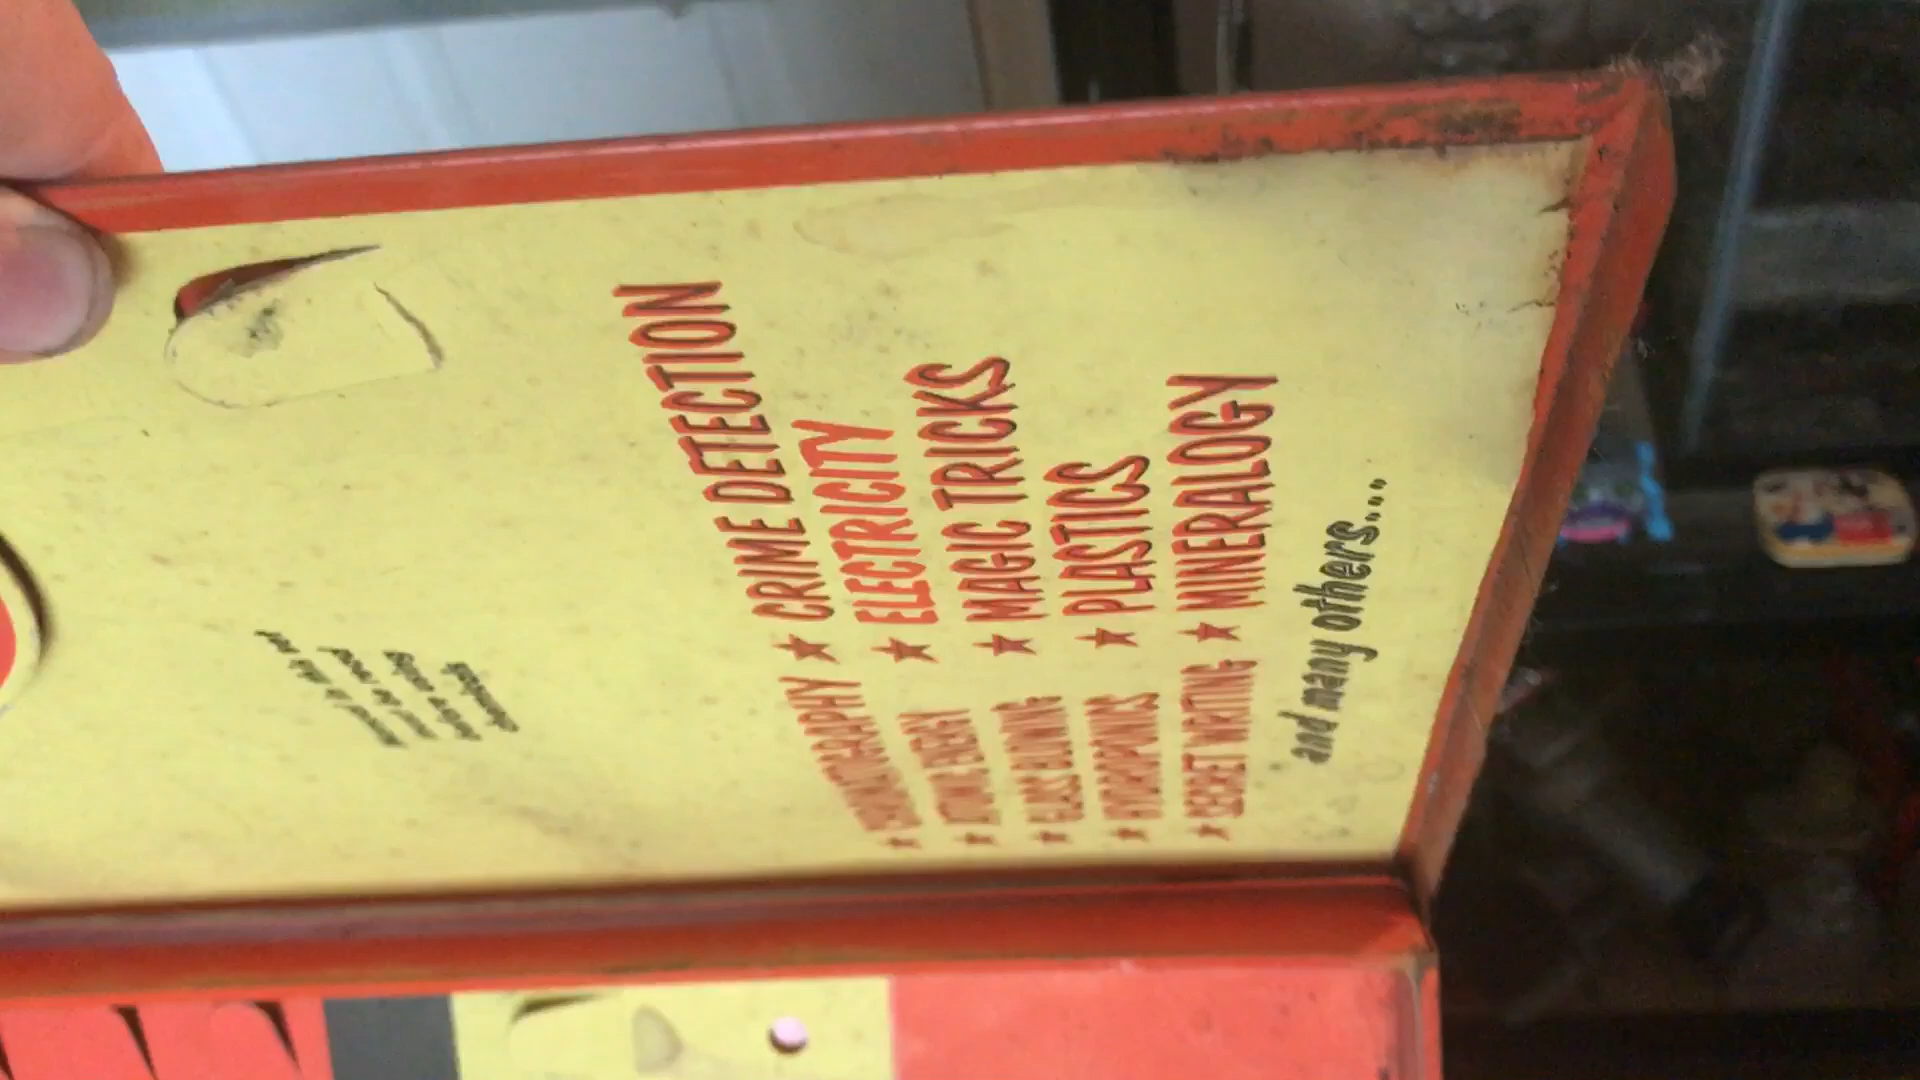 ★ CRIME DETECTION
★ ATOMIC ENERGY ★ ELECTRICITY
★ GLASS BLOWING ★ MAGIC TRICKS
★ HYDROPONICS ★ PLASTICS
★ SECRET WRITING ★ MINERALOGY
and many others....